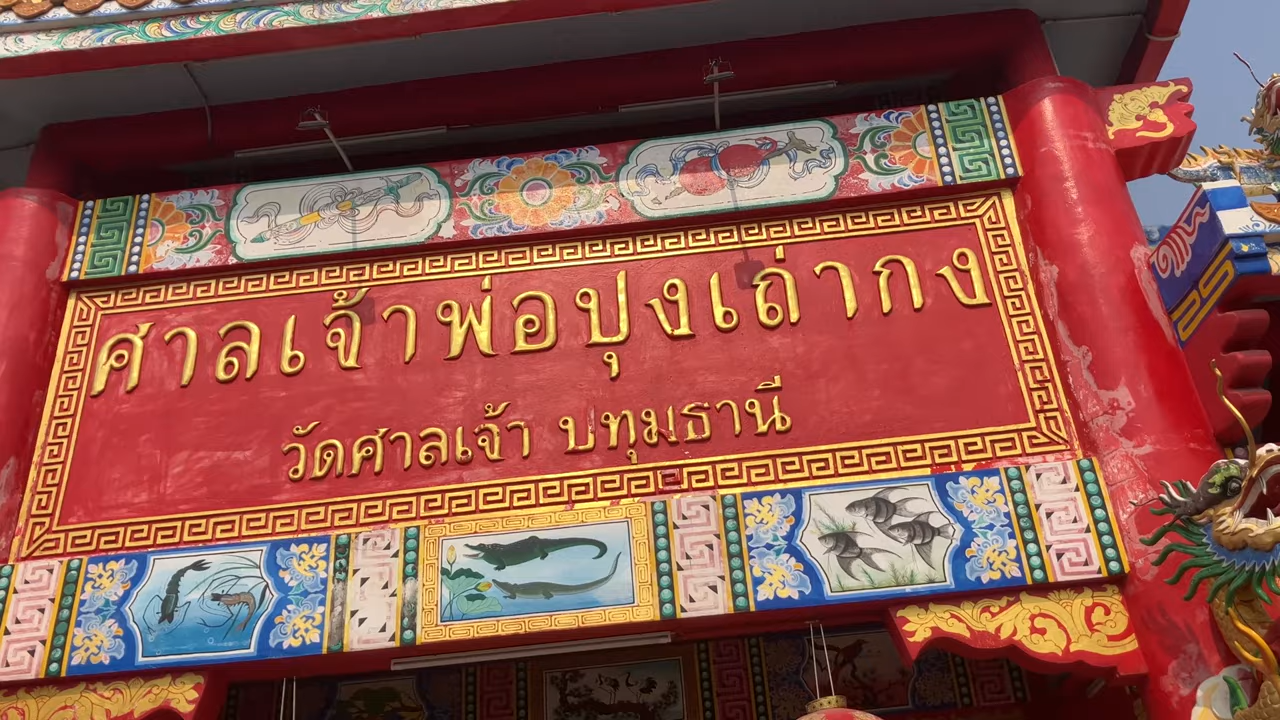 ศาลเจ้าพ่อปุงเถ่ากง
วัดศาลเจ้า ปทุมธานี